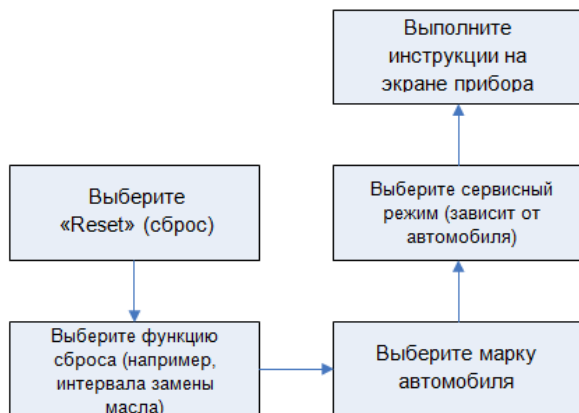 Выполните
инструкции на
экране прибора
Выберите
«Reset» (сброс)
Выберите сервисный
режим (зависит от
автомобиля)
Выберите функцию
сброса (например,
интервала замены
масла)
Выберите марку
автомобиля